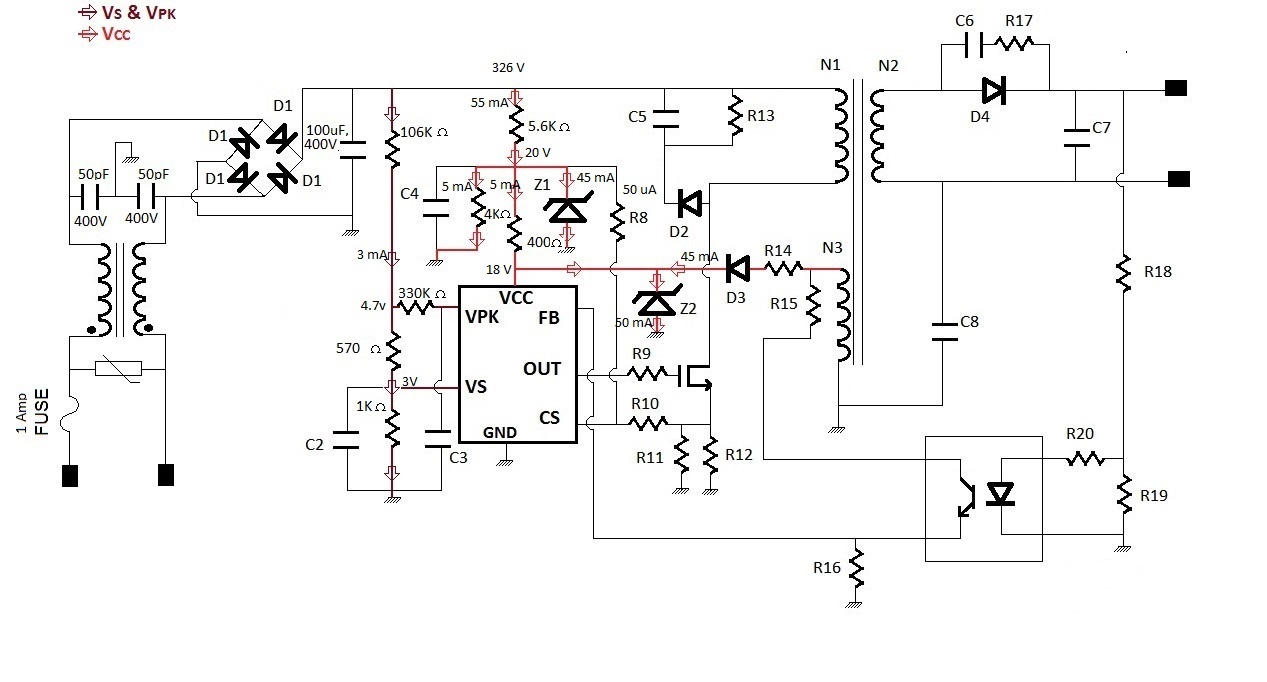 VS & VPK
VCC
326 V
55 mA
5.6KΩ
20 V
D1
D1
D1
D1
100uF,
400V
50pF
50pF
400V
400V
106K Ω
C4
5 mA
5 mA
4KΩ
Z1
45 mA
50 uA
R8
400Ω
18 V
3 mA
4.7v
330K Ω
570 Ω
3V
1KΩ
C2
C3
VCC
VPK
FB
OUT
VS
CS
GND
C5
R13
D2
45 mA
D3
R14
R15
Z2
50 mA
R9
R10
R11
R12
N1
N2
N3
C6
R17
D4
C7
C8
R18
R20
R19
R16
1 Amp
FUSE